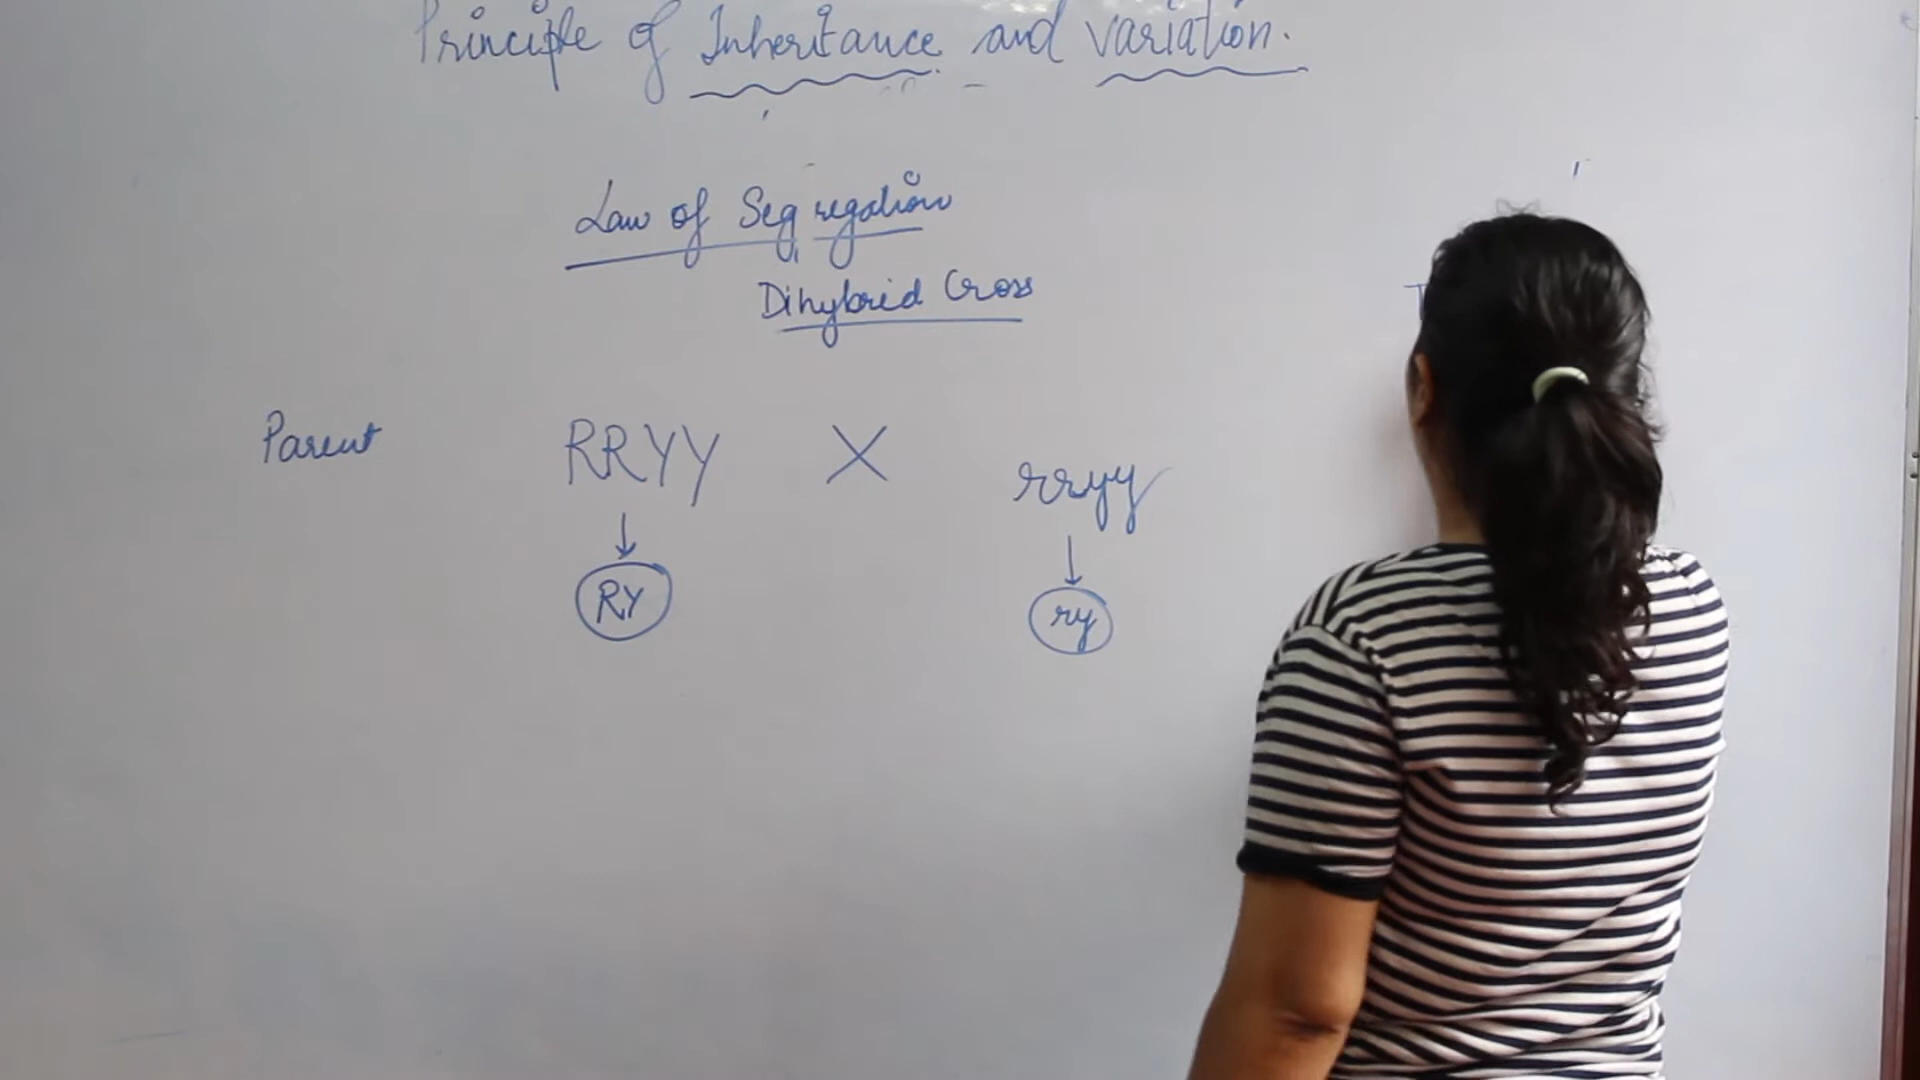 Principle of Inheritance and variation.
Law of Segregation
Dihybrid Cross
Parent RRYY X rryy
RY ry
T